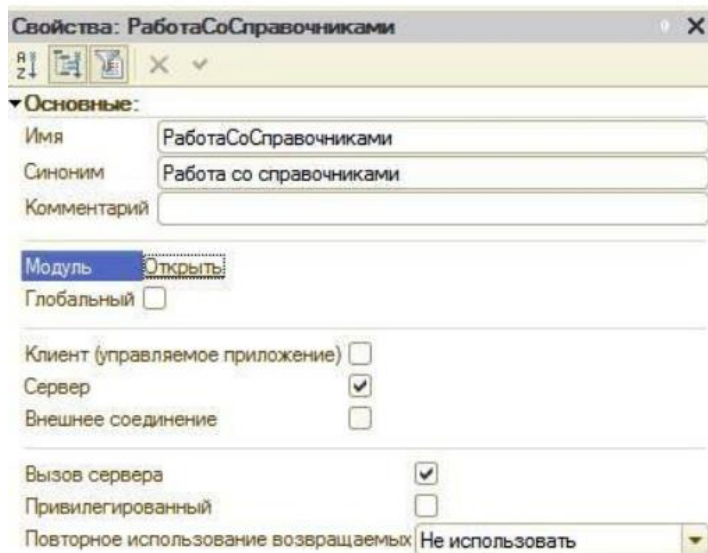 Свойства: РаботаСоСправочниками
Основные:
Имя РаботаСоСправочниками
Синоним Работа со справочниками
Комментарий
Модуль Открыть
Глобальный
Клиент (управляемое приложение)
Сервер
Внешнее соединение
Вызов сервера
Привилегированный
Повторное использование возвращаемых Не использовать